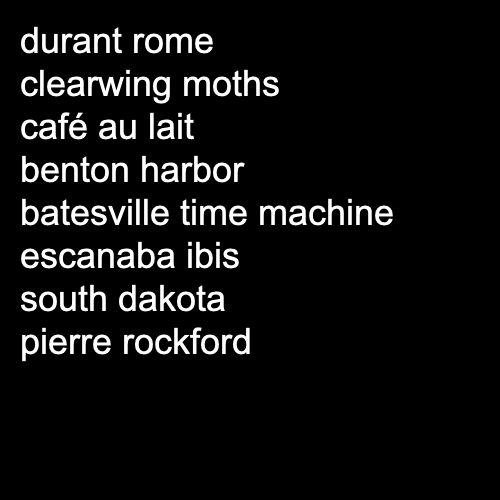 durant rome
clearwing moths
café au lait
benton harbor
batesville time machine
escanaba ibis
south dakota
pierre rockford